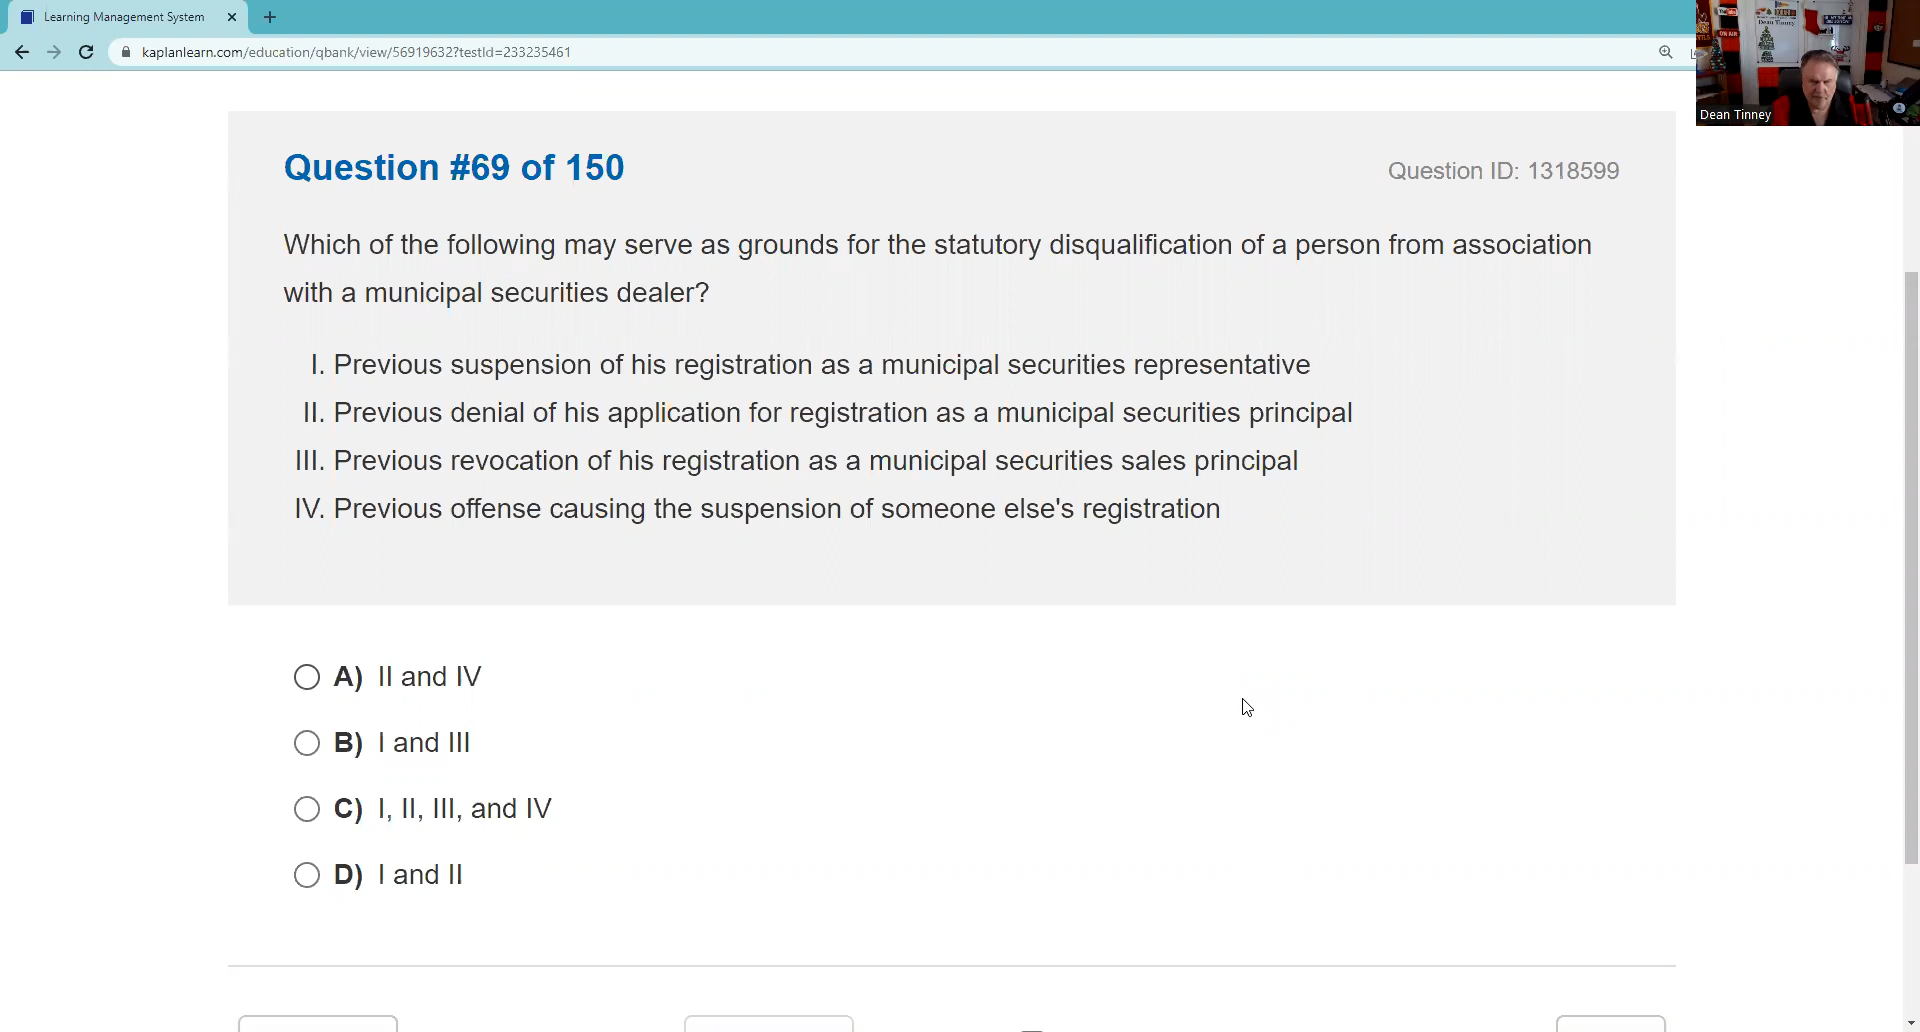 Learning Management System
kaplanlearn.com/education/qbank/view/56919632?testId=233235461
Dean Tinney
ON AIR
Dean Tinney
Question #69 of 150
Question ID: 1318599
Which of the following may serve as grounds for the statutory disqualification of a person from association
with a municipal securities dealer?
I. Previous suspension of his registration as a municipal securities representative
II. Previous denial of his application for registration as a municipal securities principal
III. Previous revocation of his registration as a municipal securities sales principal
IV. Previous offense causing the suspension of someone else's registration
A) II and IV
B) I and III
C) I, II, III, and IV
D) I and II